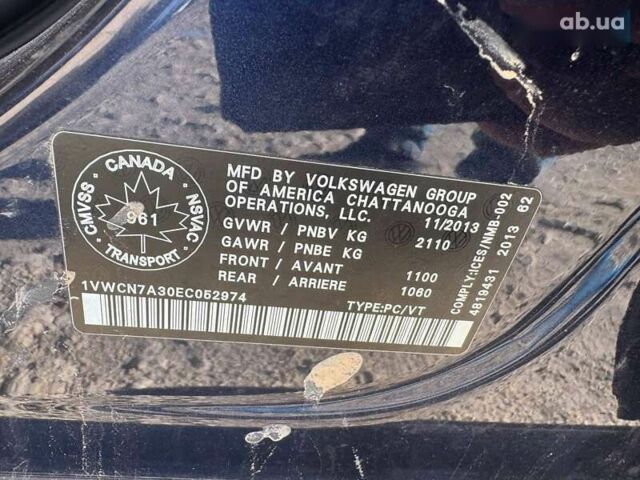 ab.ua
CANADA
CMVSS
NSVAC
961
TRANSPORT
MFD BY VOLKSWAGEN GROUP
OF AMERICA CHATTANOOGA
OPERATIONS, LLC.
11/2013
GVWR / PNBV KG 2110
GAWR / PNBE KG
FRONT / AVANT 1100
REAR / ARRIERE 1060
1VWCN7A30EC052974 TYPE:PC/VT
COMPLY:ICES/NMB-002
4819431 2013 62